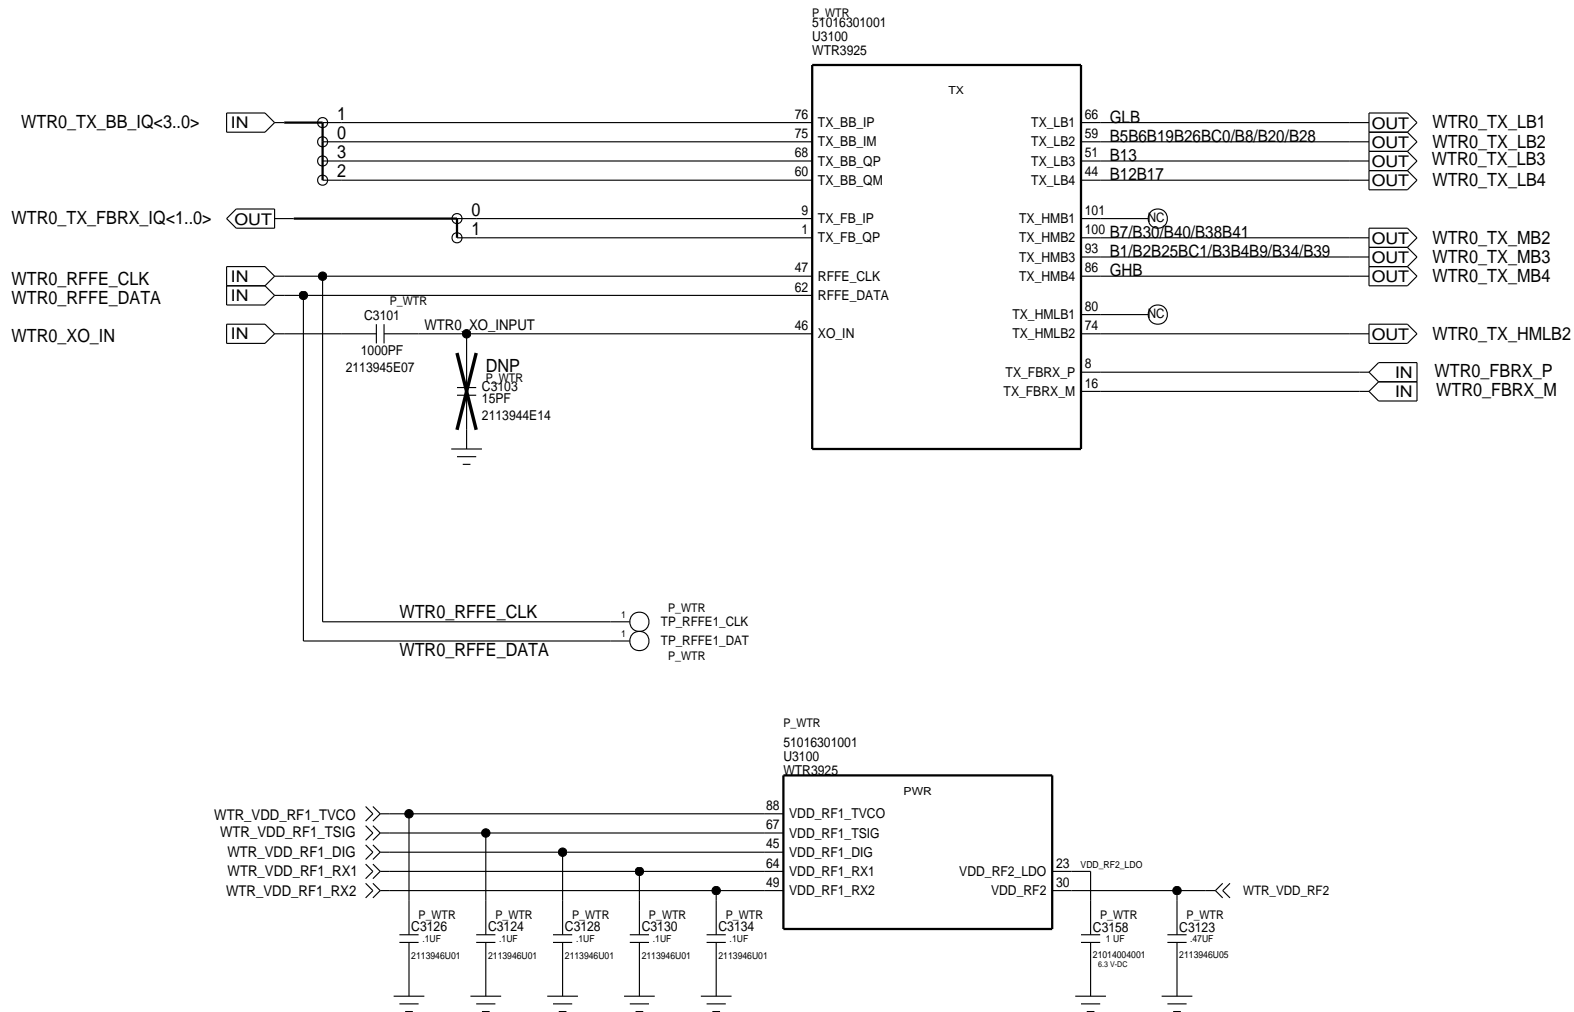 P_WTR
51016301001
U3100
WTR3925
TX
WTR0_TX_BB_IQ<3..0>
IN
1
76
TX_BB_IP
0
75
TX_BB_IM
3
68
TX_BB_QP
2
60
TX_BB_QM
TX_LB1
66
GLB
OUT
WTR0_TX_LB1
TX_LB2
59
B5B6B19B26BC0/B8/B20/B28
OUT
WTR0_TX_LB2
TX_LB3
51
B13
OUT
WTR0_TX_LB3
TX_LB4
44
B12B17
OUT
WTR0_TX_LB4
WTR0_TX_FBRX_IQ<1..0>
OUT
0
9
TX_FB_IP
1
1
TX_FB_QP
TX_HMB1
101
NC
TX_HMB2
100
B7/B30/B40/B38B41
OUT
WTR0_TX_MB2
TX_HMB3
93
B1/B2B25BC1/B3B4B9/B34/B39
OUT
WTR0_TX_MB3
TX_HMB4
86
GHB
OUT
WTR0_TX_MB4
WTR0_RFFE_CLK
IN
47
RFFE_CLK
WTR0_RFFE_DATA
IN
62
RFFE_DATA
TX_HMLB1
80
NC
TX_HMLB2
74
OUT
WTR0_TX_HMLB2
WTR0_XO_IN
IN
P_WTR
C3101
1000PF
2113945E07
WTR0_XO_INPUT
46
XO_IN
DNP
P_WTR
C3103
15PF
2113944E14
TX_FBRX_P
8
IN
WTR0_FBRX_P
TX_FBRX_M
16
IN
WTR0_FBRX_M
WTR0_RFFE_CLK
1
P_WTR
TP_RFFE1_CLK
WTR0_RFFE_DATA
1
TP_RFFE1_DAT
P_WTR
P_WTR
51016301001
U3100
WTR3925
PWR
WTR_VDD_RF1_TVCO
88
VDD_RF1_TVCO
WTR_VDD_RF1_TSIG
67
VDD_RF1_TSIG
WTR_VDD_RF1_DIG
45
VDD_RF1_DIG
WTR_VDD_RF1_RX1
64
VDD_RF1_RX1
WTR_VDD_RF1_RX2
49
VDD_RF1_RX2
VDD_RF2_LDO
23
VDD_RF2_LDO
VDD_RF2
30
WTR_VDD_RF2
P_WTR
C3126
.1UF
2113946U01
P_WTR
C3124
.1UF
2113946U01
P_WTR
C3128
.1UF
2113946U01
P_WTR
C3130
.1UF
2113946U01
P_WTR
C3134
.1UF
2113946U01
P_WTR
C3158
1 UF
21014004001
6.3 V-DC
P_WTR
C3123
.47UF
2113946U05